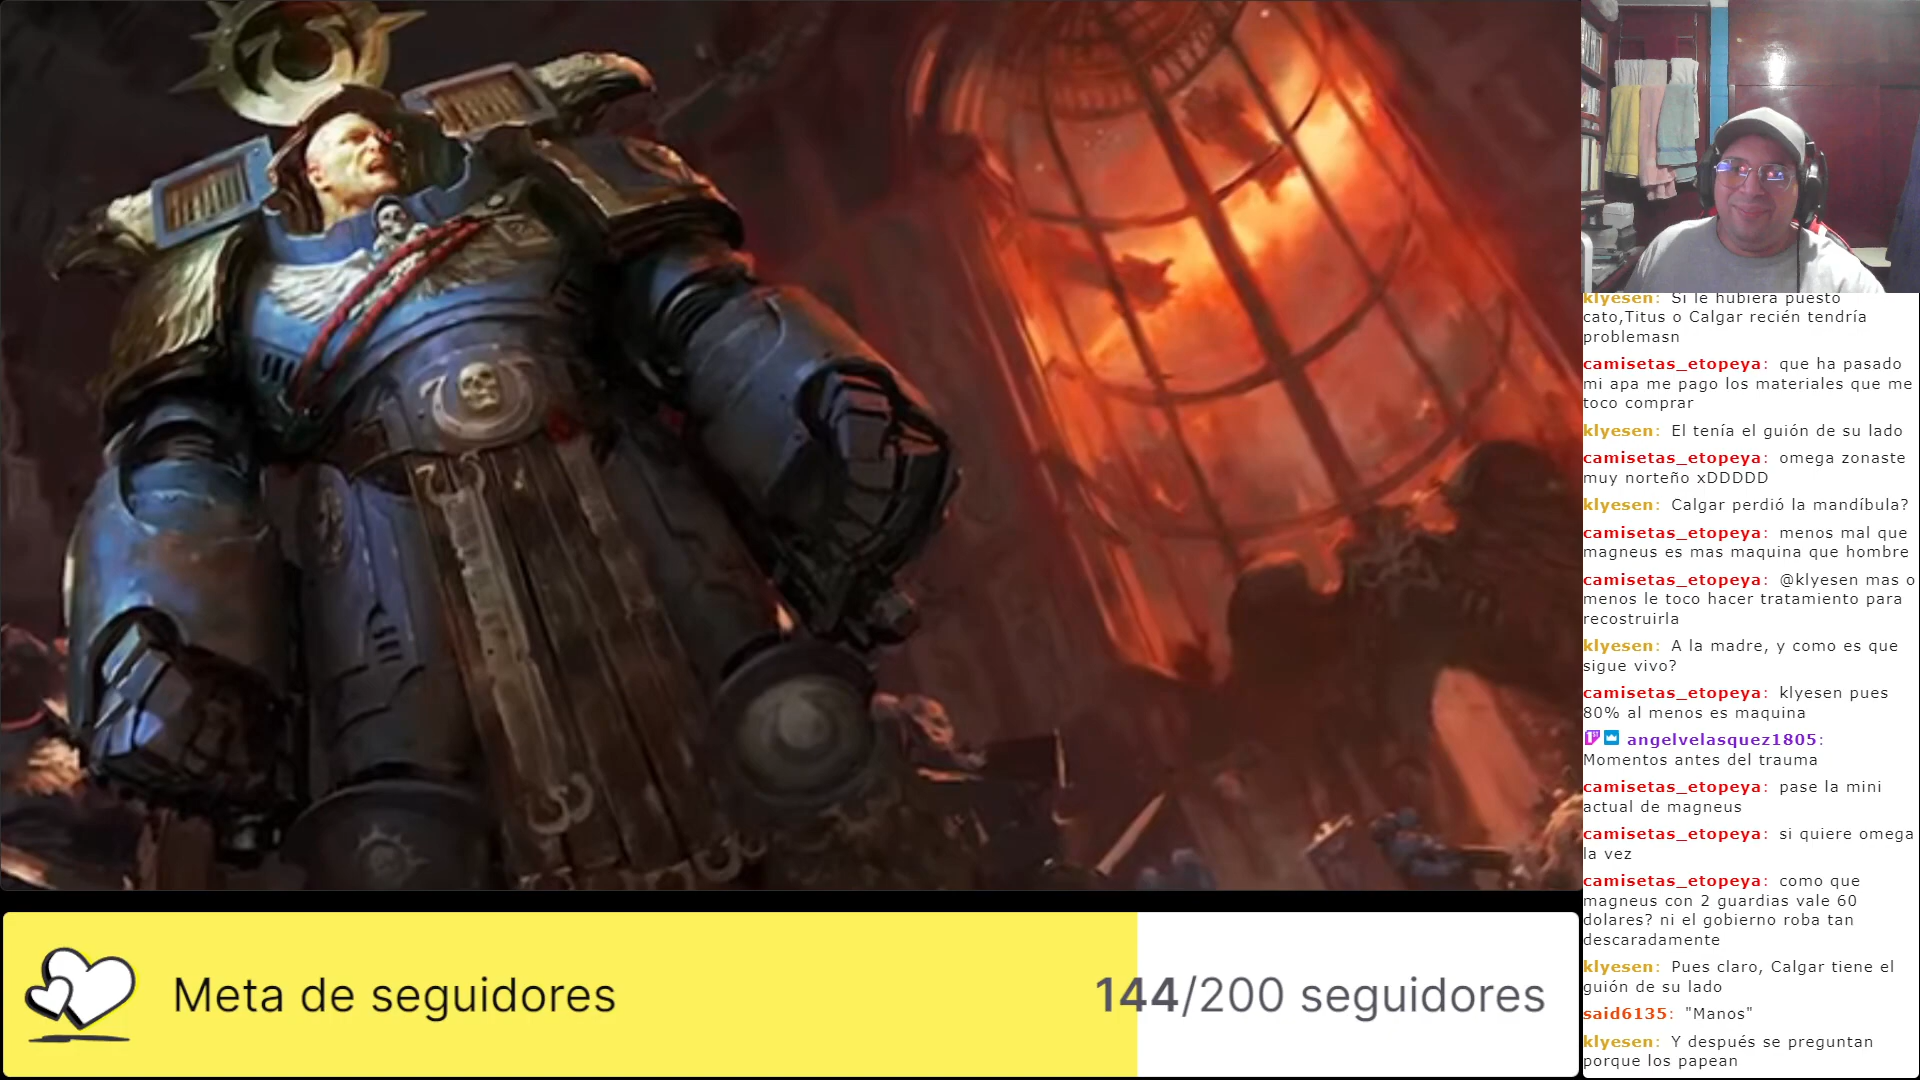 klyesen: Si le hubiera puesto
cato,Titus o Calgar recién tendría
problemasn
camisetas_etopeya: que ha pasado
mi apa me pago los materiales que me
toco comprar
klyesen: El tenía el guión de su lado
camisetas_etopeya: omega zonaste
muy norteño xDDDDD
klyesen: Calgar perdió la mandíbula?
camisetas_etopeya: menos mal que
magneus es mas maquina que hombre
camisetas_etopeya: @klyesen mas o
menos le toco hacer tratamiento para
recostruirla
klyesen: A la madre, y como es que
sigue vivo?
camisetas_etopeya: klyesen pues
80% al menos es maquina
angelvelasquez1805:
Momentos antes del trauma
camisetas_etopeya: pase la mini
actual de magneus
camisetas_etopeya: si quiere omega
la vez
camisetas_etopeya: como que
magneus con 2 guardias vale 60
dolares? ni el gobierno roba tan
descaradamente
klyesen: Pues claro, Calgar tiene el
guión de su lado
said6135: "Manos"
klyesen: Y después se preguntan
porque los papean
Meta de seguidores
144/200 seguidores